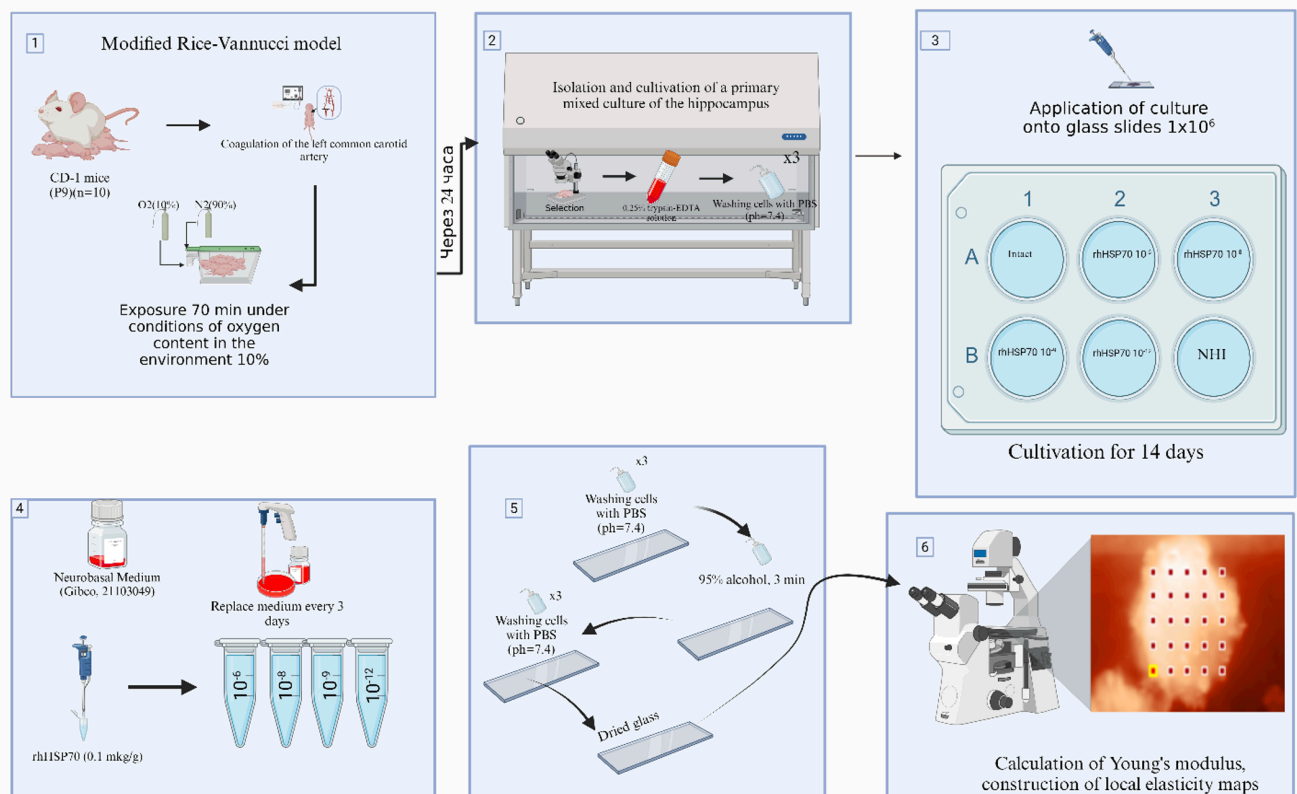 1
Modified Rice-Vannucci model
CD-1 mice
(P9)(n=10)
Coagulation of the left common carotid
artery
O2(10%)
N2(90%)
Exposure 70 min under
conditions of oxygen
content in the
environment 10%
Через 24 часа
2
Isolation and cultivation of a primary
mixed culture of the hippocampus
x3
Selection
0.25% trypsin-EDTA
solution
Washing cells with PBS
(ph=7.4)
3
Application of culture
onto glass slides 1x10⁶
1 2 3
A
Intact
rhHSP70 10
rhHSP70 10⁻⁸
B
rhHSP70 10
rhHSP70 10⁻¹²
NHI
Cultivation for 14 days
4
Neurobasal Medium
(Gibco, 21103049)
Replace medium every 3
days
rhHSP70 (0.1 mkg/g)
10⁻⁶
10⁻⁸
10⁻⁹
10⁻¹²
5
x3
Washing cells
with PBS
(ph=7.4)
95% alcohol, 3 min
x3
Washing cells
with PBS
(ph=7.4)
Dried glass
6
Calculation of Young's modulus,
construction of local elasticity maps